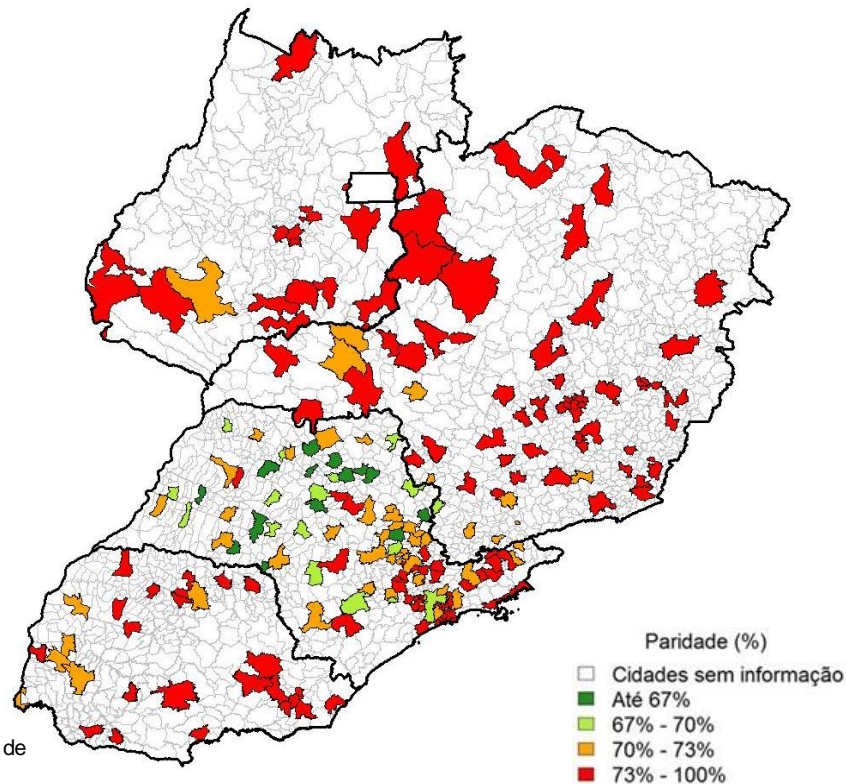 Paridade (%)
Cidades sem informação
Até 67%
67% - 70%
70% - 73%
73% - 100%
de